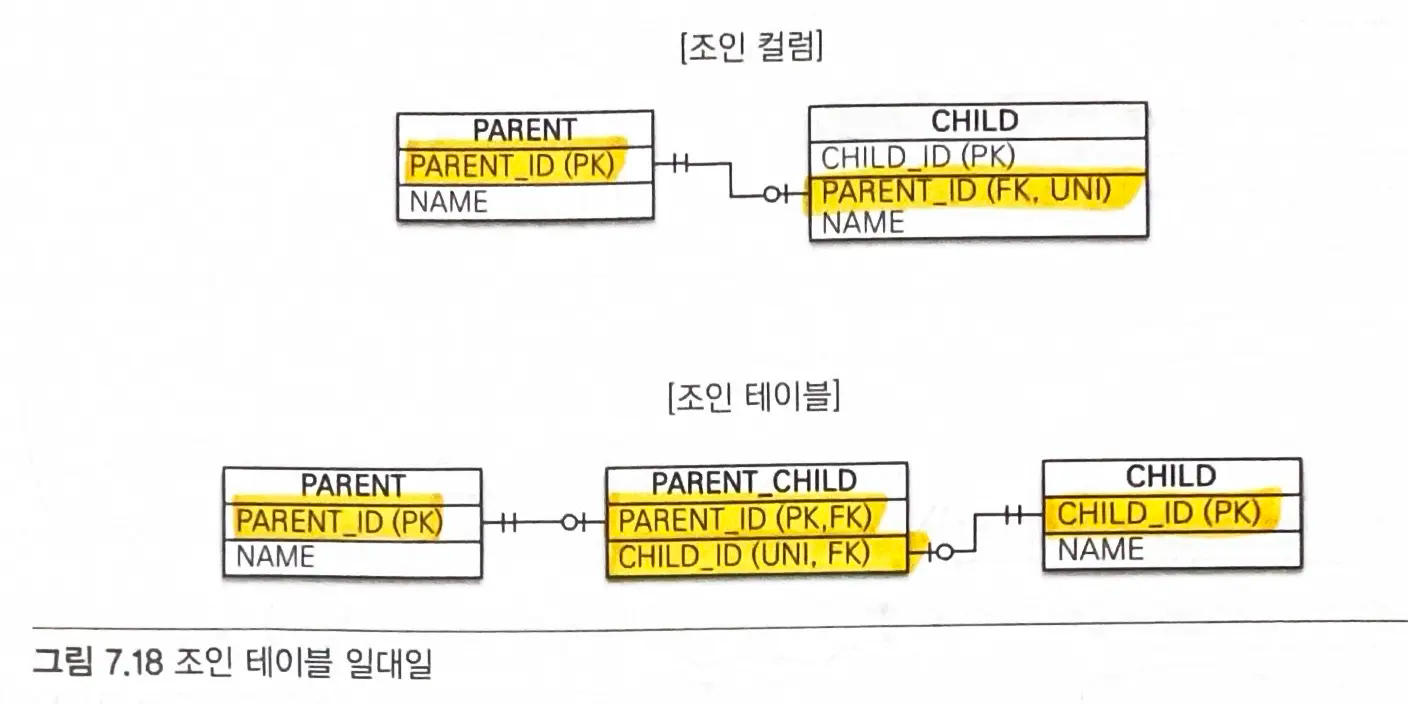 [조인 컬럼]
PARENT
PARENT_ID (PK)
NAME
CHILD
CHILD_ID (PK)
PARENT_ID (FK, UNI)
NAME
[조인 테이블]
PARENT
PARENT_ID (PK)
NAME
PARENT_CHILD
PARENT_ID (PK,FK)
CHILD_ID (UNI, FK)
CHILD
CHILD_ID (PK)
NAME
그림 7.18 조인 테이블 일대일